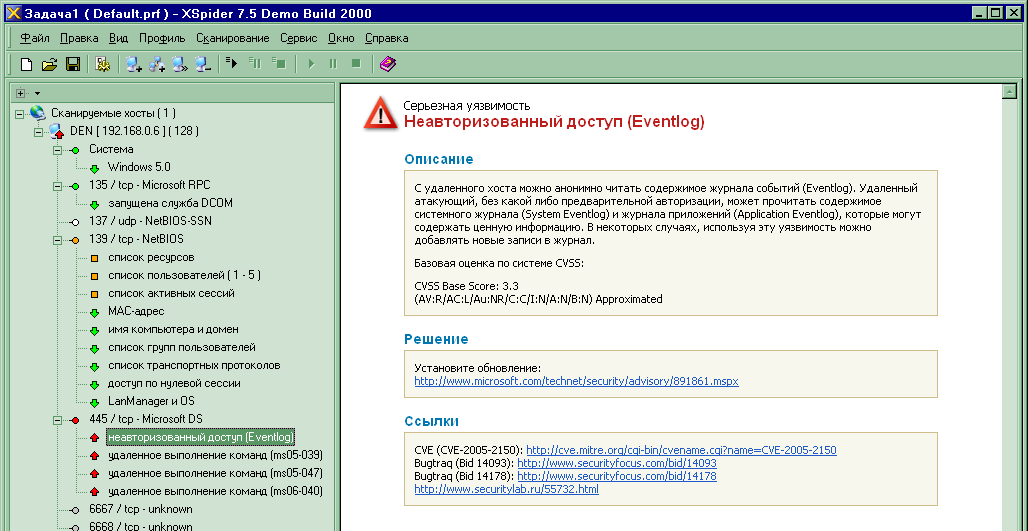 Задача1 ( Default.prf ) - XSpider 7.5 Demo Build 2000
Файл Правка Вид Профиль Сканирование Сервис Окно Справка
Сканируемые хосты ( 1 )
DEN [ 192.168.0.6 ] ( 128 )
Система
Windows 5.0
135 / tcp - Microsoft RPC
запущена служба DCOM
137 / udp - NetBIOS-SSN
139 / tcp - NetBIOS
список ресурсов
список пользователей ( 1 - 5 )
список активных сессий
MAC-адрес
имя компьютера и домен
список групп пользователей
список транспортных протоколов
доступ по нулевой сессии
LanManager и OS
445 / tcp - Microsoft DS
неавторизованный доступ (Eventlog)
удаленное выполнение команд (ms05-039)
удаленное выполнение команд (ms05-047)
удаленное выполнение команд (ms06-040)
6667 / tcp - unknown
6668 / tcp - unknown
Серьезная уязвимость
Неавторизованный доступ (Eventlog)
Описание
С удаленного хоста можно анонимно читать содержимое журнала событий (Eventlog). Удаленный
атакующий, без какой либо предварительной авторизации, может прочитать содержимое
системного журнала (System Eventlog) и журнала приложений (Application Eventlog), которые могут
содержать ценную информацию. В некоторых случаях, используя эту уязвимость можно
добавлять новые записи в журнал.
Базовая оценка по системе CVSS:
CVSS Base Score: 3.3
(AV:R/AC:L/Au:NR/C:C/I:N/A:N/B:N) Approximated
Решение
Установите обновление:
http://www.microsoft.com/technet/security/advisory/891861.mspx
Ссылки
CVE (CVE-2005-2150): http://cve.mitre.org/cgi-bin/cvename.cgi?name=CVE-2005-2150
Bugtraq (Bid 14093): http://www.securityfocus.com/bid/14093
Bugtraq (Bid 14178): http://www.securityfocus.com/bid/14178
http://www.securitylab.ru/55732.html